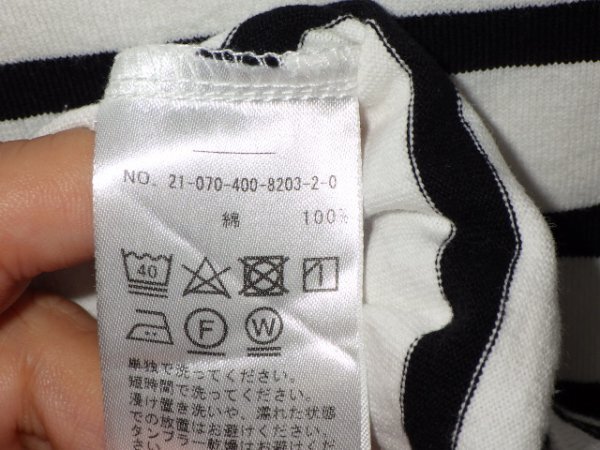 NO. 21-070-400-8203-2-0
綿 100%
40
F W
単独で洗ってください。
短時間で洗ってください。
浸け置き洗いや、濡れた状態
での放置はお避けください。
タンブラー乾燥はお避けくださ